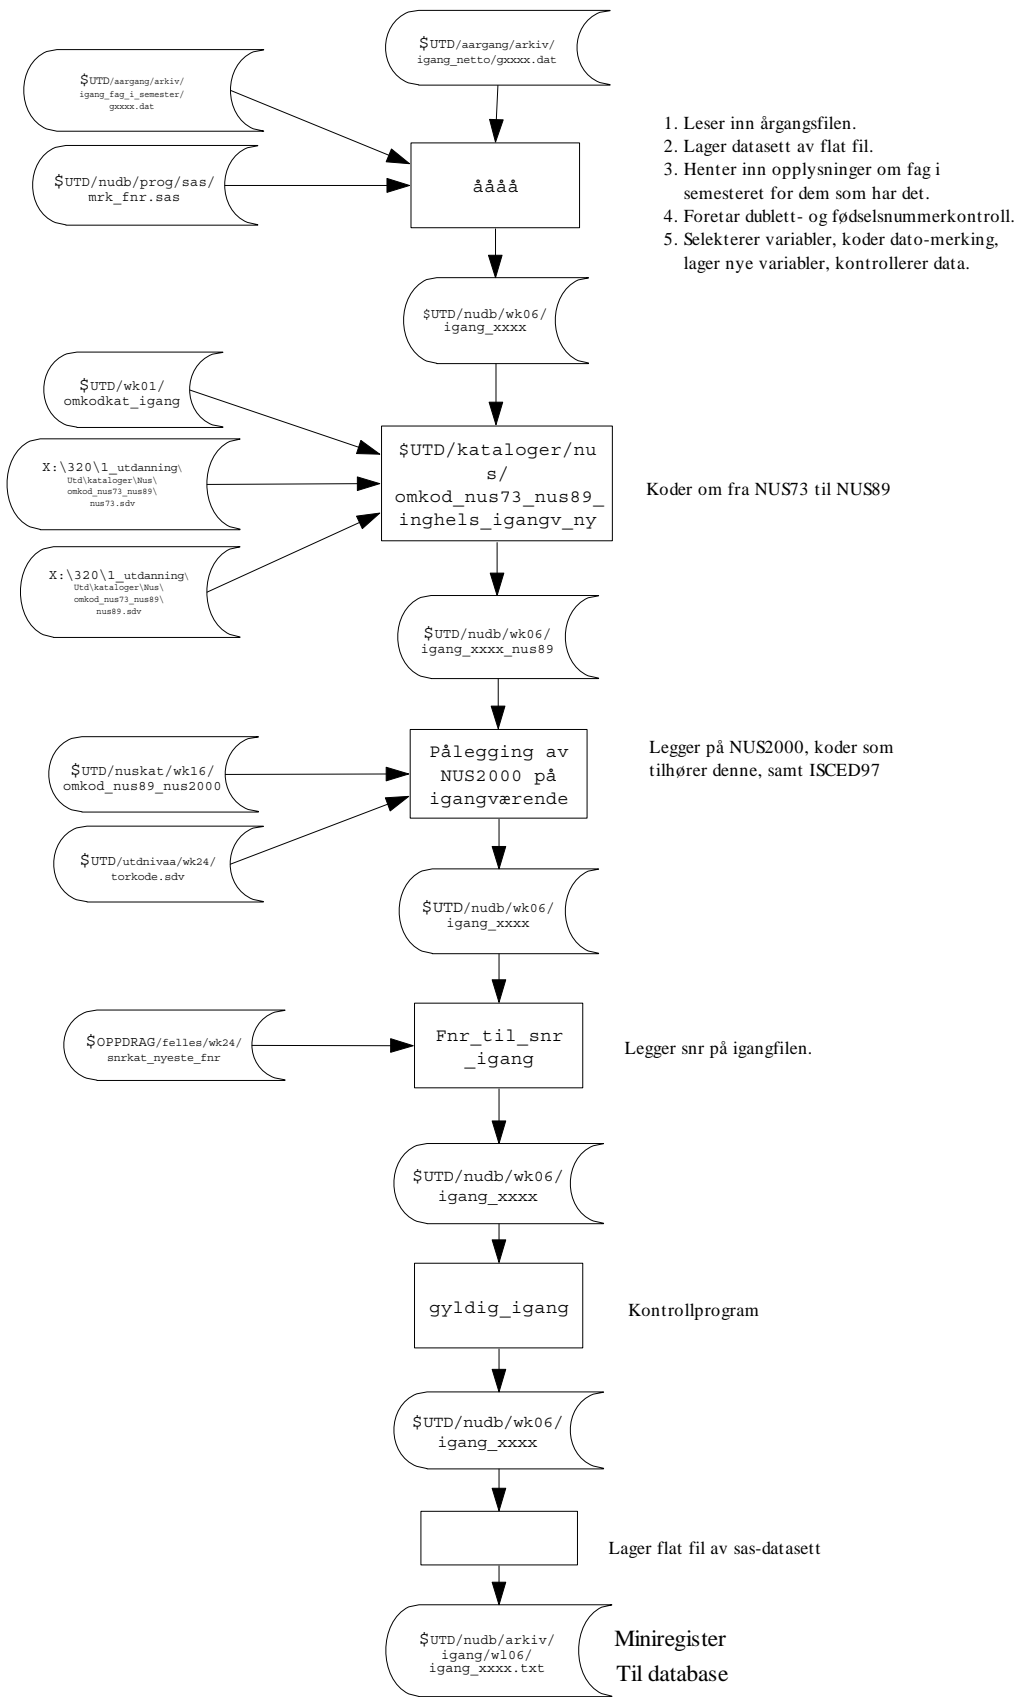 $UTD/aargang/arkiv/
igang_netto/gxxxx.dat
$UTD/aargang/arkiv/
igang_fag_i_semester/
gxxxx.dat
$UTD/nudb/prog/sas/
mrk_fnr.sas
åååå
1. Leser inn årgangsfilen.
2. Lager datasett av flat fil.
3. Henter inn opplysninger om fag i
semesteret for dem som har det.
4. Foretar dublett- og fødselsnummerkontroll.
5. Selekterer variabler, koder dato-merking,
lager nye variabler, kontrollerer data.
$UTD/nudb/wk06/
igang_xxxx
$UTD/wk01/
omkodkat_igang
X:\320\1_utdanning\
Utd\kataloger\Nus\
omkod_nus73_nus89\
nus73.sdv
X:\320\1_utdanning\
Utd\kataloger\Nus\
omkod_nus73_nus89\
nus89.sdv
$UTD/kataloger/nu
s/
omkod_nus73_nus89_
inghels_igangv_ny
Koder om fra NUS73 til NUS89
$UTD/nudb/wk06/
igang_xxxx_nus89
$UTD/nuskat/wk16/
omkod_nus89_nus2000
$UTD/utdnivaa/wk24/
torkode.sdv
Pålegging av
NUS2000 på
igangværende
Legger på NUS2000, koder som
tilhører denne, samt ISCED97
$UTD/nudb/wk06/
igang_xxxx
$OPPDRAG/felles/wk24/
snrkat_nyeste_fnr
Fnr_til_snr
_igang
Legger snr på igangfilen.
$UTD/nudb/wk06/
igang_xxxx
gyldig_igang
Kontrollprogram
$UTD/nudb/wk06/
igang_xxxx
Lager flat fil av sas-datasett
$UTD/nudb/arkiv/
igang/wl06/
igang_xxxx.txt
Miniregister
Til database